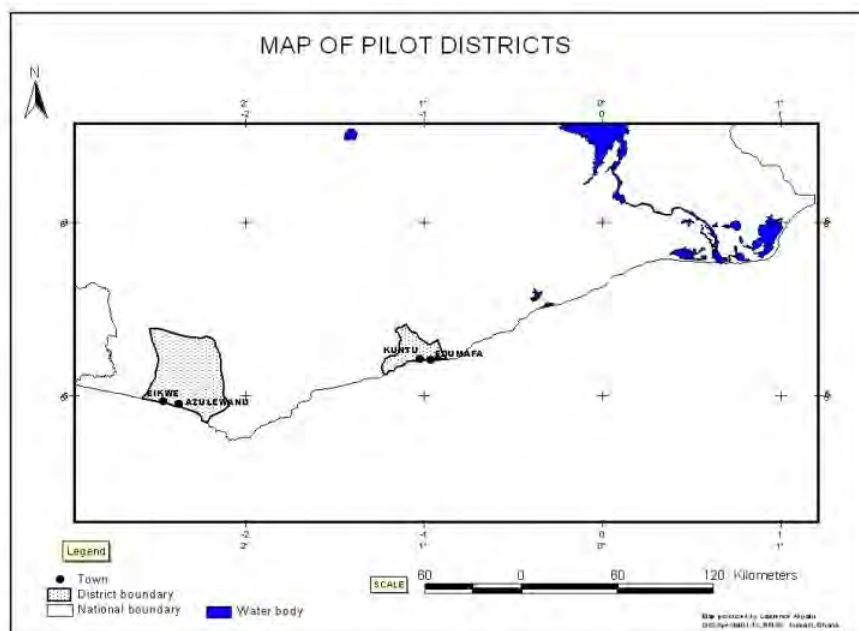 MAP OF PILOT DISTRICTS
N
2° 1° 0° 1°
-2 -1 0 1
6° 6°
KUNTU
EIKWE
5° 5°
-2 -1 0 1
2° 1° 0° 1°
Legend
Town
District boundary
National boundary
Water body
SCALE
60 0 60 120 Kilometers